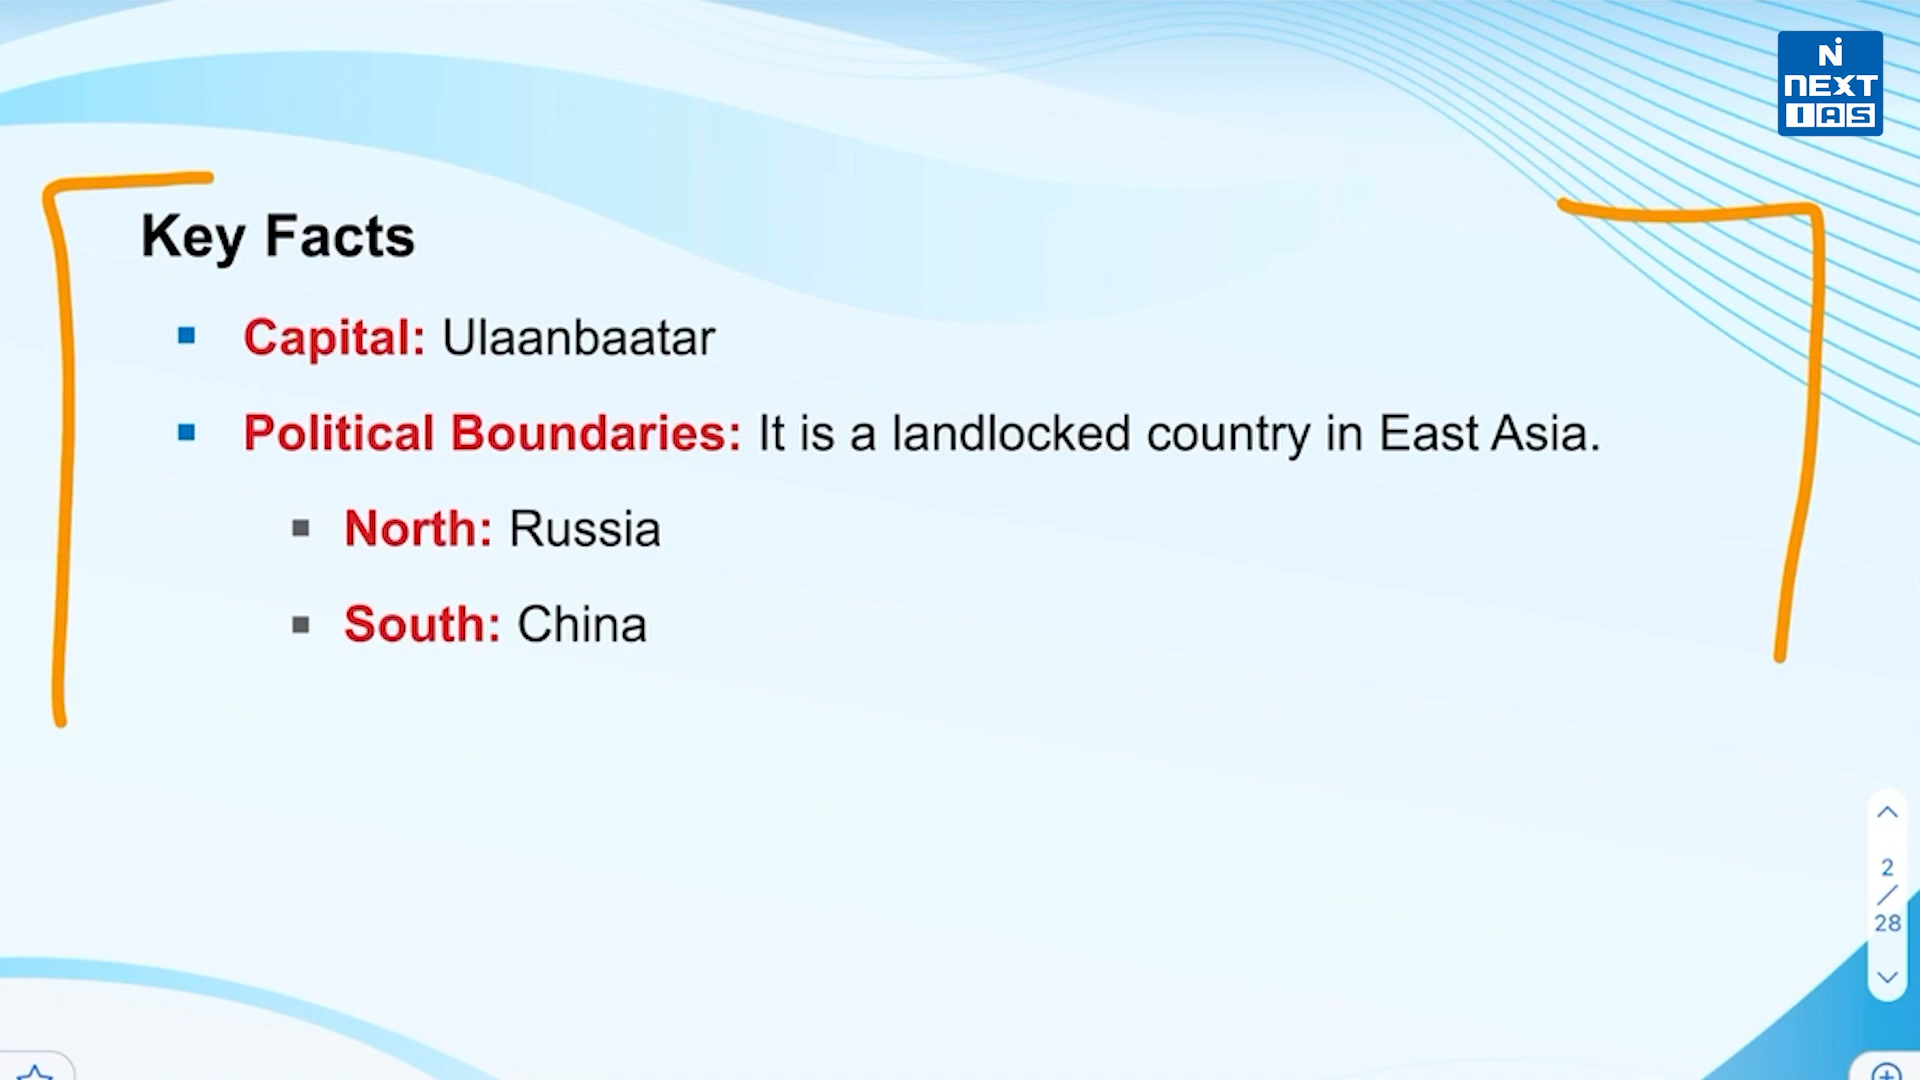 N
NEXT
IAS
Key Facts
Capital: Ulaanbaatar
Political Boundaries: It is a landlocked country in East Asia.
North: Russia
South: China
2
/
28